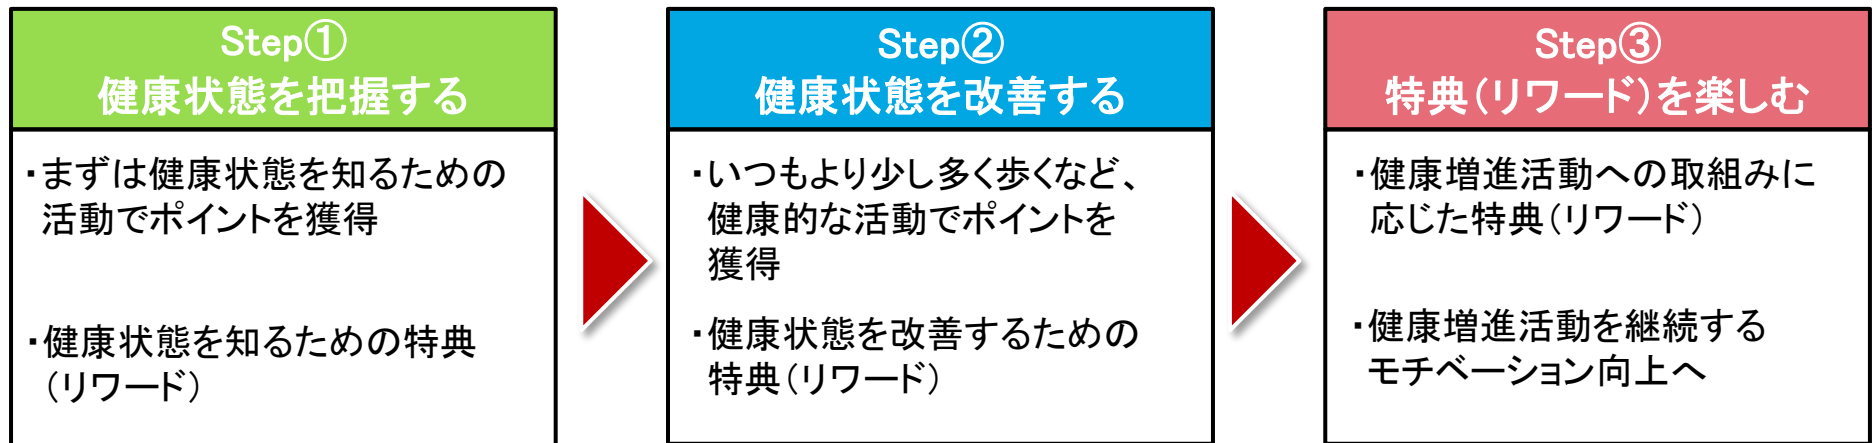 Step①
健康状態を把握する
・まずは健康状態を知るための
活動でポイントを獲得
・健康状態を知るための特典
(リワード)
Step②
健康状態を改善する
・いつもより少し多く歩くなど、
健康的な活動でポイントを
獲得
・健康状態を改善するための
特典(リワード)
Step③
特典(リワード)を楽しむ
・健康増進活動への取組みに
応じた特典(リワード)
・健康増進活動を継続する
モチベーション向上へ